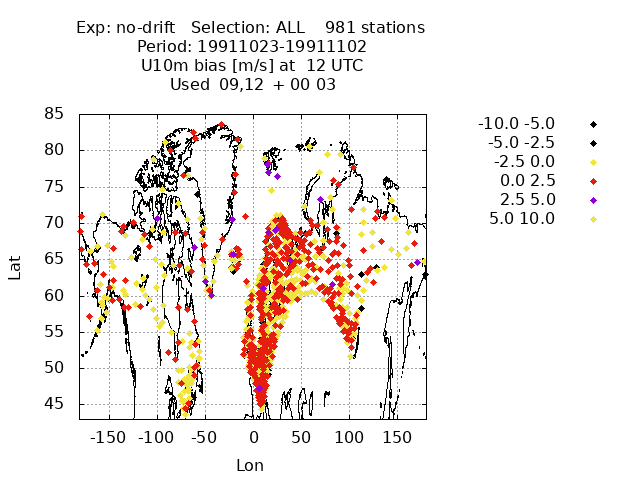 Exp: no-drift Selection: ALL 981 stations
Period: 19911023-19911102
U10m bias [m/s] at 12 UTC
Used 09,12 + 00 03
-10.0 -5.0
-5.0 -2.5
-2.5 0.0
0.0 2.5
2.5 5.0
5.0 10.0
85
80
75
70
65
60
55
50
45
Lat
-150 -100 -50 0 50 100 150
Lon